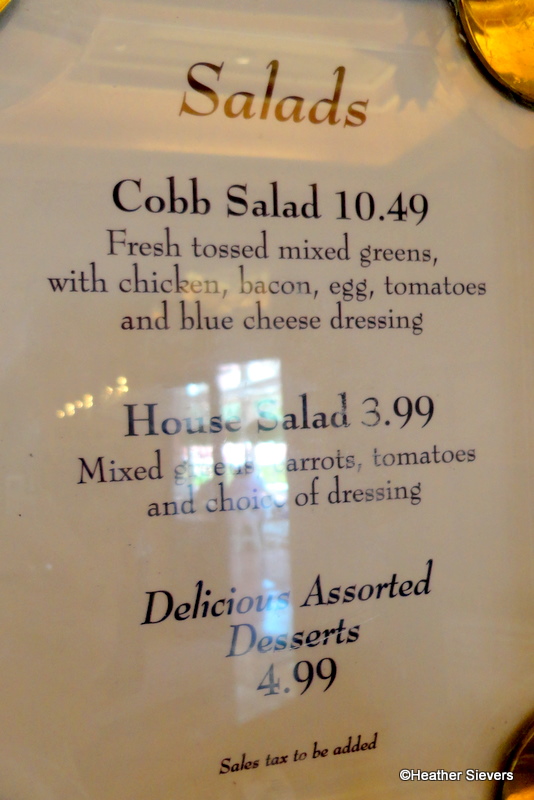 Salads
Cobb Salad 10.49
Fresh tossed mixed greens,
with chicken, bacon, egg, tomatoes
and blue cheese dressing
House Salad 3.99
Mixed greens, carrots, tomatoes
and choice of dressing
Delicious Assorted
Desserts
4.99
Sales tax to be added
©Heather Sievers